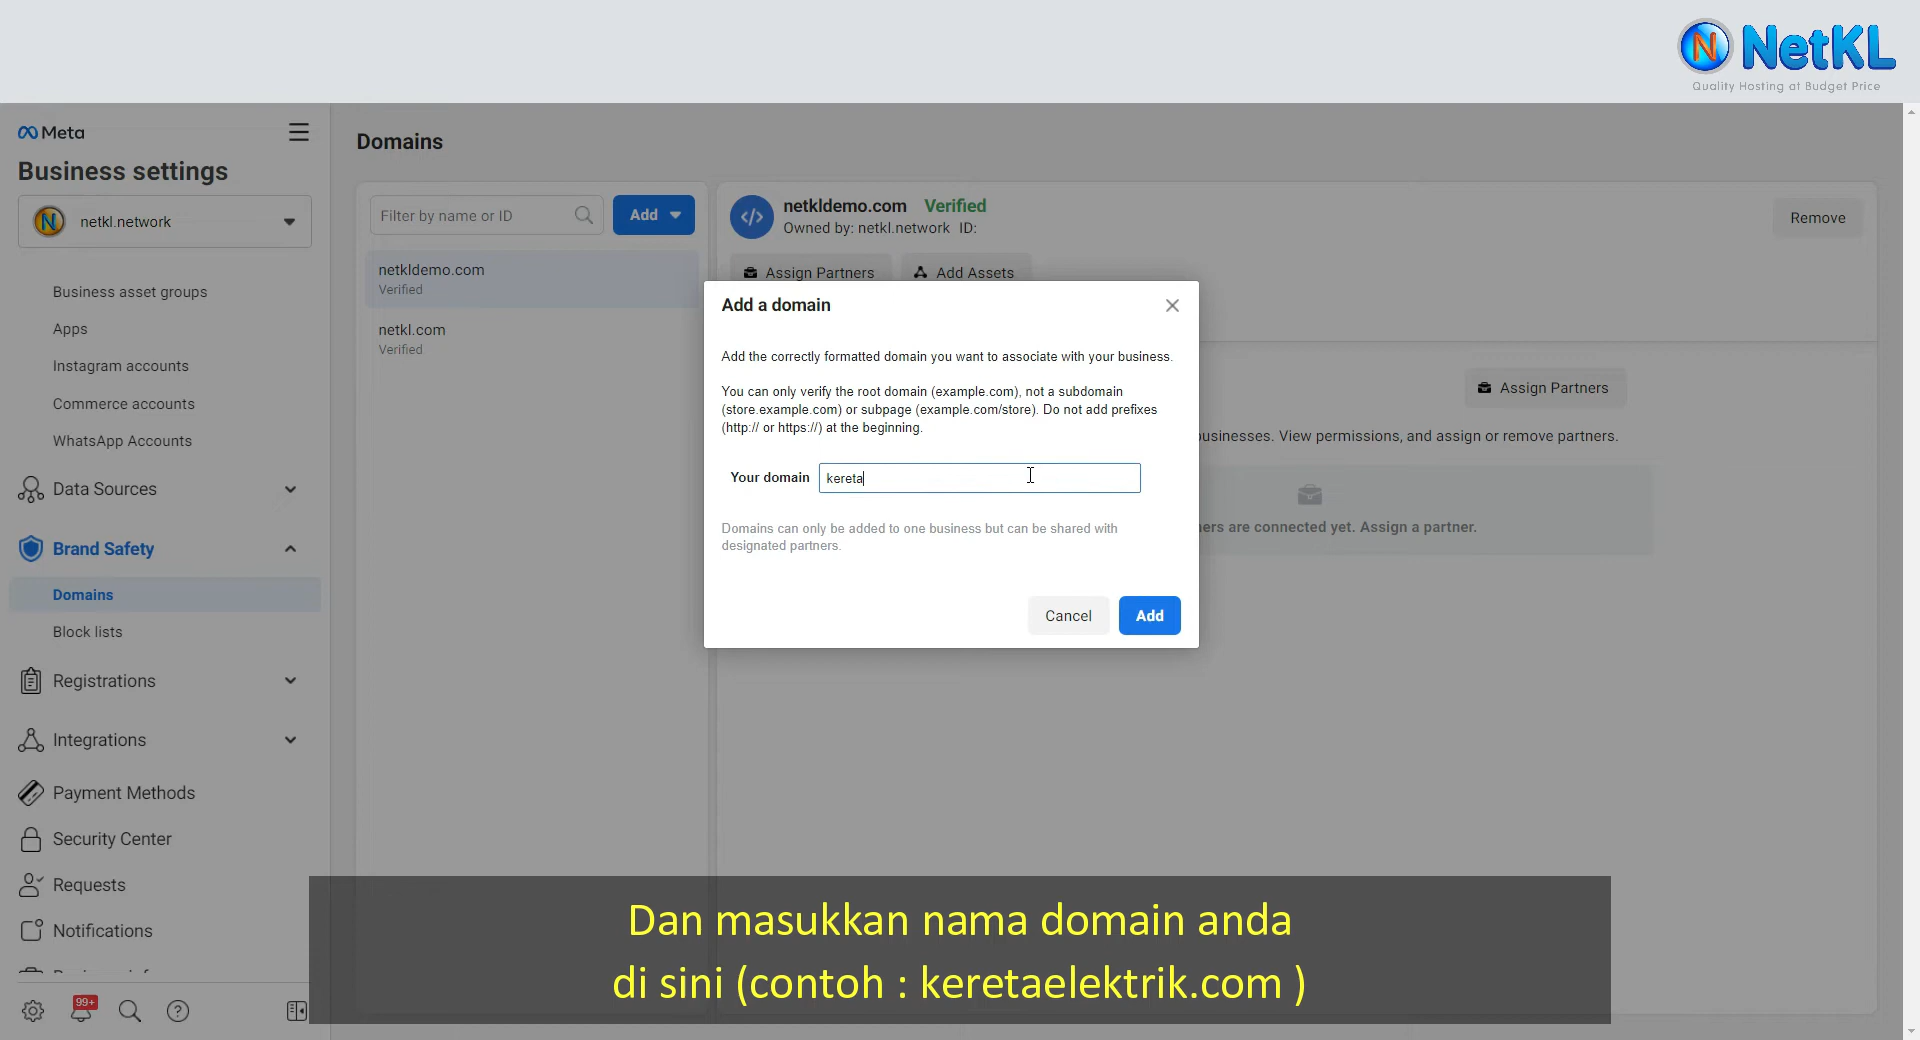 NetKL
Quality Hosting at Budget Price
Meta
Business settings
netkl.network
Business asset groups
Apps
Instagram accounts
Commerce accounts
WhatsApp Accounts
Data Sources
Brand Safety
Domains
Block lists
Registrations
Integrations
Payment Methods
Security Center
Requests
Notifications
99+
Domains
Filter by name or ID
Add
netkldemo.com
Verified
netkl.com
Verified
netkldemo.com Verified
Owned by: netkl.network ID:
Remove
Assign Partners
Add Assets
Assign Partners
businesses. View permissions, and assign or remove partners.
are connected yet. Assign a partner.
Add a domain
Add the correctly formatted domain you want to associate with your business.
You can only verify the root domain (example.com), not a subdomain
(store.example.com) or subpage (example.com/store). Do not add prefixes
(http:// or https://) at the beginning.
Your domain
kereta
Domains can only be added to one business but can be shared with
designated partners.
Cancel
Add
Dan masukkan nama domain anda
di sini (contoh : keretaelektrik.com )